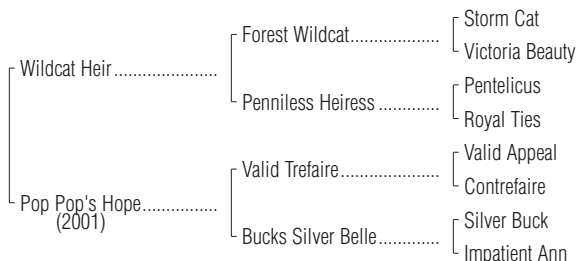 Storm Cat
Forest Wildcat....................
Victoria Beauty
Wildcat Heir.......................
Pentelicus
Penniless Heiress .............
Royal Ties
Valid Appeal
Valid Trefaire......................
Contrefaire
Pop Pop's Hope.................
(2001)
Silver Buck
Bucks Silver Belle.............
Impatient Ann